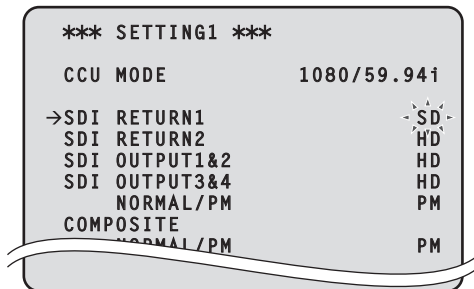 *** SETTING1 ***
CCU MODE 1080/59.94i
→SDI RETURN1 SD
SDI RETURN2 HD
SDI OUTPUT1&2 HD
SDI OUTPUT3&4 HD
NORMAL/PM PM
COMPOSITE
NORMAL/PM PM